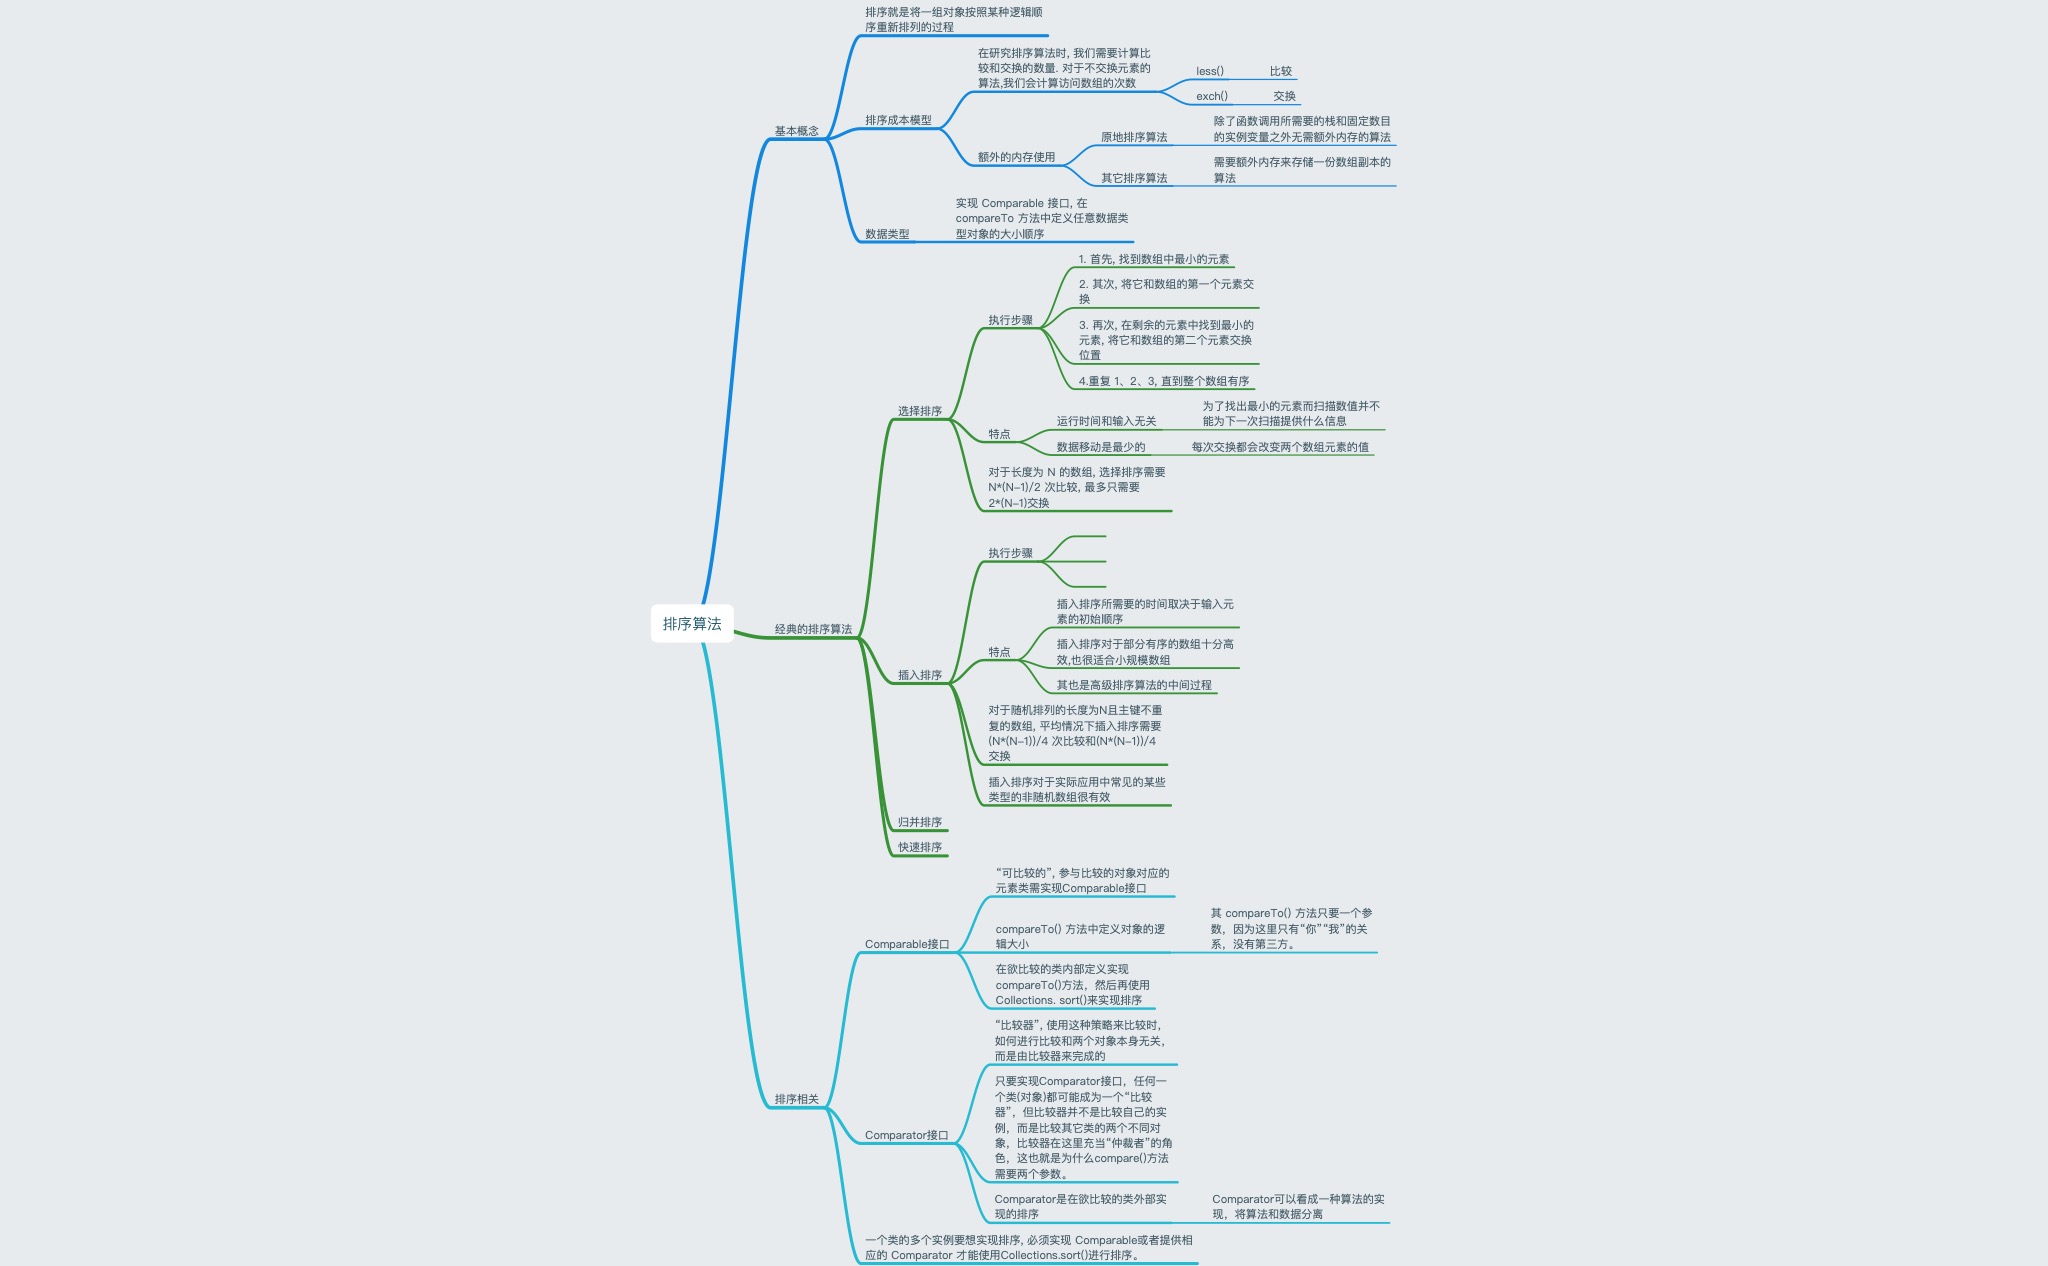 排序算法
基本概念
排序就是将一组对象按照某种逻辑顺
序重新排列的过程
排序成本模型
在研究排序算法时, 我们需要计算比
较和交换的数量. 对于不交换元素的
算法,我们会计算访问数组的次数
less()
比较
exch()
交换
额外的内存使用
原地排序算法
除了函数调用所需要的栈和固定数目
的实例变量之外无需额外内存的算法
其它排序算法
需要额外内存来存储一份数组副本的
算法
数据类型
实现 Comparable 接口, 在
compareTo 方法中定义任意数据类
型对象的大小顺序
经典的排序算法
选择排序
执行步骤
1. 首先, 找到数组中最小的元素
2. 其次, 将它和数组的第一个元素交
换
3. 再次, 在剩余的元素中找到最小的
元素, 将它和数组的第二个元素交换
位置
4.重复 1、2、3, 直到整个数组有序
特点
运行时间和输入无关
为了找出最小的元素而扫描数值并不
能为下一次扫描提供什么信息
数据移动是最少的
每次交换都会改变两个数组元素的值
对于长度为 N 的数组, 选择排序需要
N*(N-1)/2 次比较, 最多只需要
2*(N-1)交换
插入排序
执行步骤
特点
插入排序所需要的时间取决于输入元
素的初始顺序
插入排序对于部分有序的数组十分高
效,也很适合小规模数组
其也是高级排序算法的中间过程
对于随机排列的长度为N且主键不重
复的数组, 平均情况下插入排序需要
(N*(N-1))/4 次比较和(N*(N-1))/4
交换
插入排序对于实际应用中常见的某些
类型的非随机数组很有效
归并排序
快速排序
排序相关
Comparable接口
“可比较的”, 参与比较的对象对应的
元素类需实现Comparable接口
compareTo() 方法中定义对象的逻
辑大小
其 compareTo() 方法只要一个参
数，因为这里只有“你”“我”的关
系，没有第三方。
在欲比较的类内部定义实现
compareTo()方法，然后再使用
Collections. sort()来实现排序
Comparator接口
“比较器”, 使用这种策略来比较时,
如何进行比较和两个对象本身无关,
而是由比较器来完成的
只要实现Comparator接口，任何一
个类(对象)都可能成为一个“比较
器”，但比较器并不是比较自己的实
例，而是比较其它类的两个不同对
象，比较器在这里充当“仲裁者”的角
色，这也就是为什么compare()方法
需要两个参数。
Comparator是在欲比较的类外部实
现的排序
Comparator可以看成一种算法的实
现，将算法和数据分离
一个类的多个实例要想实现排序, 必须实现 Comparable或者提供相
应的 Comparator 才能使用Collections.sort()进行排序。